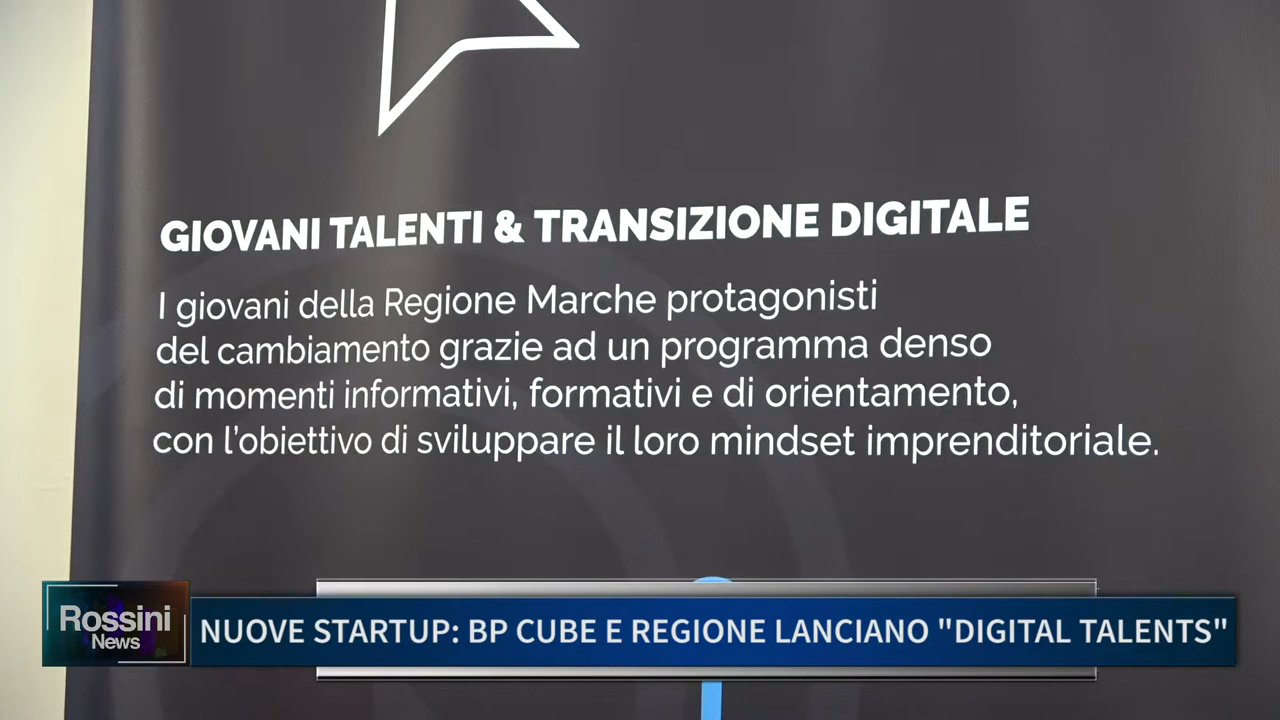 GIOVANI TALENTI & TRANSIZIONE DIGITALE
I giovani della Regione Marche protagonisti
del cambiamento grazie ad un programma denso
di momenti informativi, formativi e di orientamento,
con l'obiettivo di sviluppare il loro mindset imprenditoriale.
Rossini
News
NUOVE STARTUP: BP CUBE E REGIONE LANCIANO "DIGITAL TALENTS"